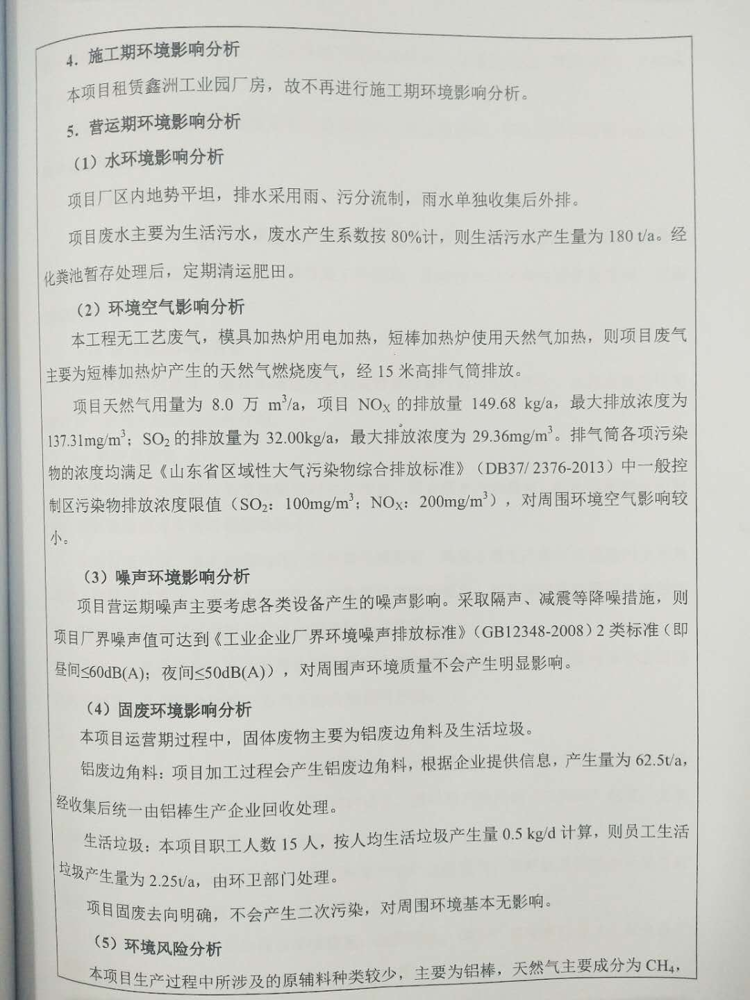 4．施工期环境影响分析
本项目租赁鑫洲工业园厂房，故不再进行施工期环境影响分析。
5．营运期环境影响分析
（1）水环境影响分析
项目厂区内地势平坦，排水采用雨、污分流制，雨水单独收集后外排。
项目废水主要为生活污水，废水产生系数按 80%计，则生活污水产生量为 180 t/a。经
化粪池暂存处理后，定期清运肥田。
（2）环境空气影响分析
本工程无工艺废气，模具加热炉用电加热，短棒加热炉使用天然气加热，则项目废气
主要为短棒加热炉产生的天然气燃烧废气，经 15 米高排气筒排放。
项目天然气用量为 8.0 万 m³/a，项目 NOX 的排放量 149.68 kg/a，最大排放浓度为
137.31mg/m³；SO₂ 的排放量为 32.00kg/a，最大排放浓度为 29.36mg/m³。排气筒各项污染
物的浓度均满足《山东省区域性大气污染物综合排放标准》（DB37/ 2376-2013）中一般控
制区污染物排放浓度限值（SO₂：100mg/m³；NOX：200mg/m³），对周围环境空气影响较
小。
（3）噪声环境影响分析
项目营运期噪声主要考虑各类设备产生的噪声影响。采取隔声、减震等降噪措施，则
项目厂界噪声值可达到《工业企业厂界环境噪声排放标准》（GB12348-2008）2 类标准（即
昼间≤60dB(A)；夜间≤50dB(A)），对周围声环境质量不会产生明显影响。
（4）固废环境影响分析
本项目运营期过程中，固体废物主要为铝废边角料及生活垃圾。
铝废边角料：项目加工过程会产生铝废边角料，根据企业提供信息，产生量为 62.5t/a，
经收集后统一由铝棒生产企业回收处理。
生活垃圾：本项目职工人数 15 人，按人均生活垃圾产生量 0.5 kg/d 计算，则员工生活
垃圾产生量为 2.25t/a，由环卫部门处理。
项目固废去向明确，不会产生二次污染，对周围环境基本无影响。
（5）环境风险分析
本项目生产过程中所涉及的原辅料种类较少，主要为铝棒，天然气主要成分为 CH₄，